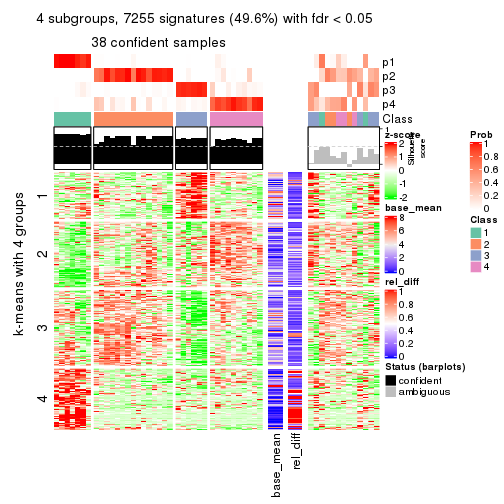 4 subgroups, 7255 signatures (49.6%) with fdr < 0.05
38 confident samples
p1
p2
p3
p4
Class
1
Silhouette
score
k-means with 4 groups
1
2
3
4
base_mean
rel_diff
z-score
2
1
0
-1
-2
base_mean
8
6
4
2
0
rel_diff
1
0.8
0.6
0.4
0.2
0
Status (barplots)
confident
ambiguous
Prob
1
0.8
0.6
0.4
0.2
0
Class
1
2
3
4